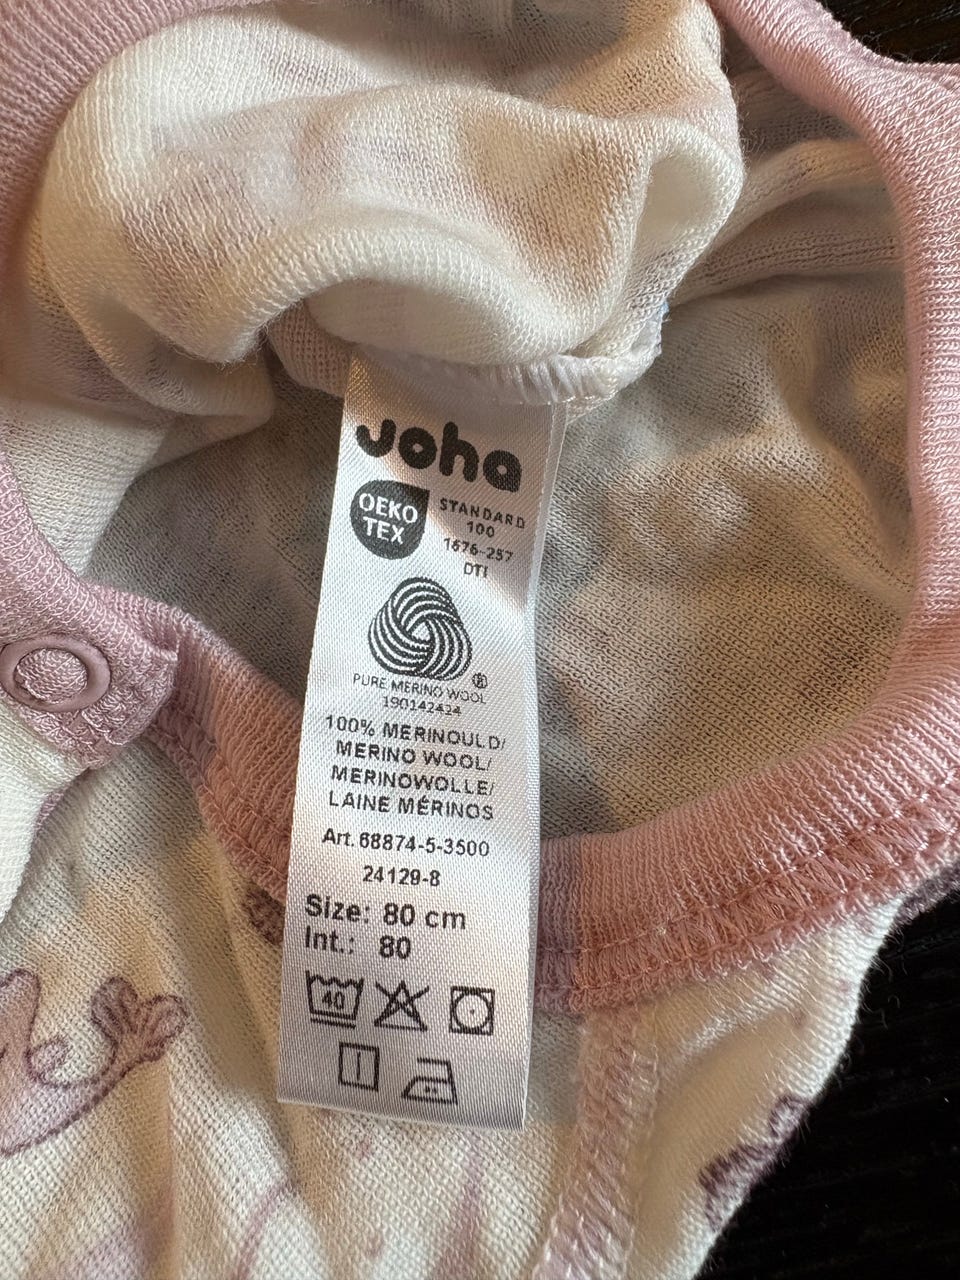 Joha
OEKO
TEX
STANDARD
100
1676-257
DTI
®
PURE MERINO WOOL
190142424
100% MERINOULD/
MERINO WOOL/
MERINOWOLLE/
LAINE MÉRINOS
Art. 68874-5-3500
24129-8
Size: 80 cm
Int.: 80
40